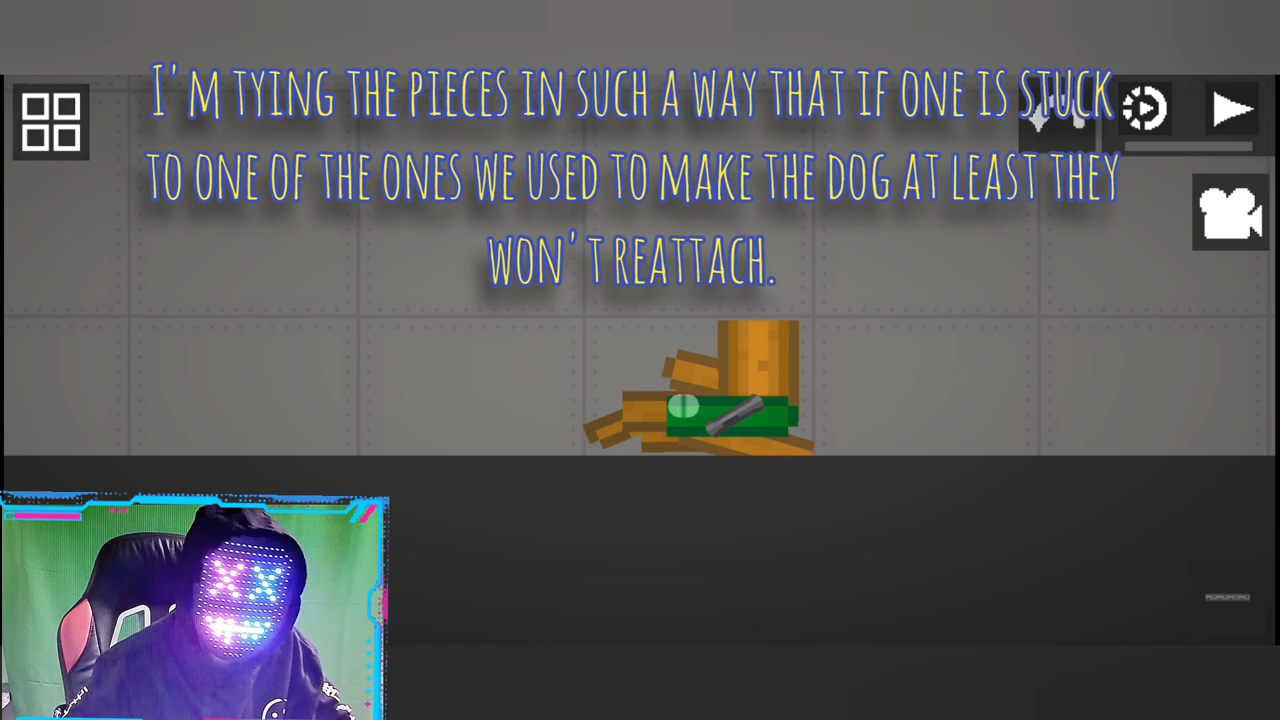 I'M TYING THE PIECES IN SUCH A WAY THAT IF ONE IS STUCK
TO ONE OF THE ONES WE USED TO MAKE THE DOG AT LEAST THEY
WON'T REATTACH.